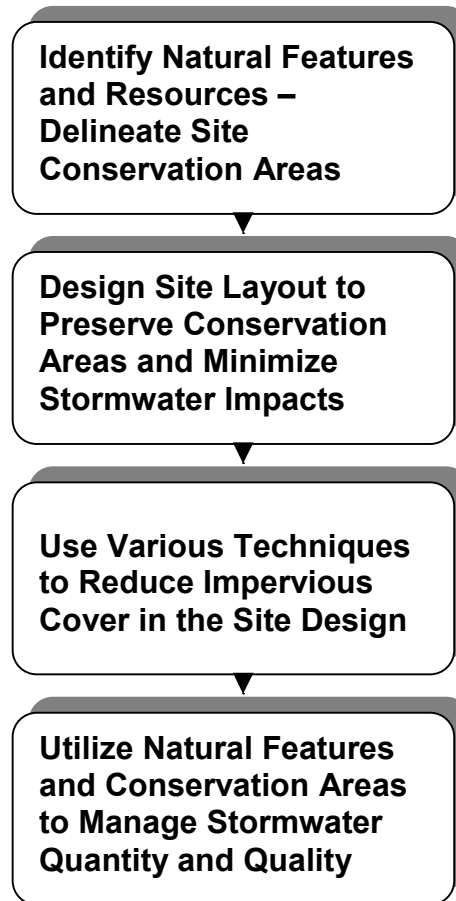 Identify Natural Features
and Resources –
Delineate Site
Conservation Areas
Design Site Layout to
Preserve Conservation
Areas and Minimize
Stormwater Impacts
Use Various Techniques
to Reduce Impervious
Cover in the Site Design
Utilize Natural Features
and Conservation Areas
to Manage Stormwater
Quantity and Quality